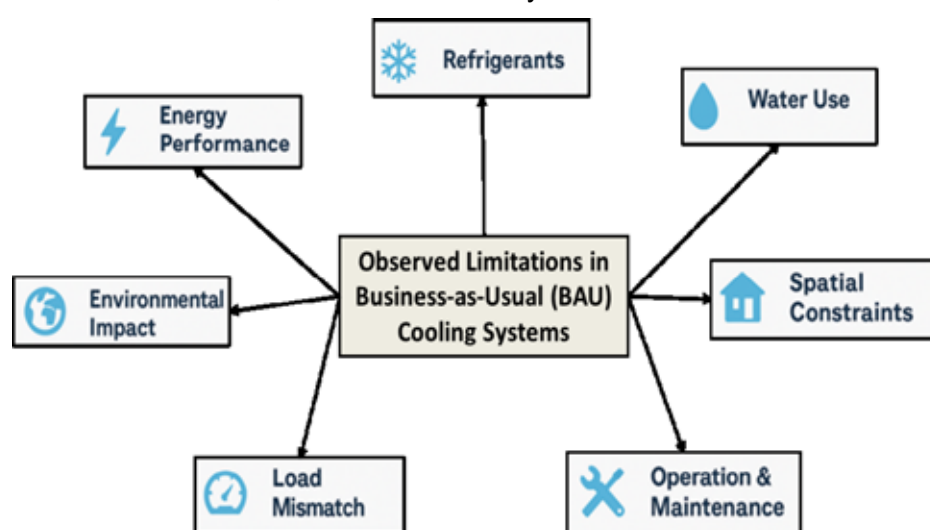 Refrigerants
Water Use
Energy
Performance
Observed Limitations in
Business-as-Usual (BAU)
Cooling Systems
Spatial
Constraints
Environmental
Impact
Load
Mismatch
Operation &
Maintenance